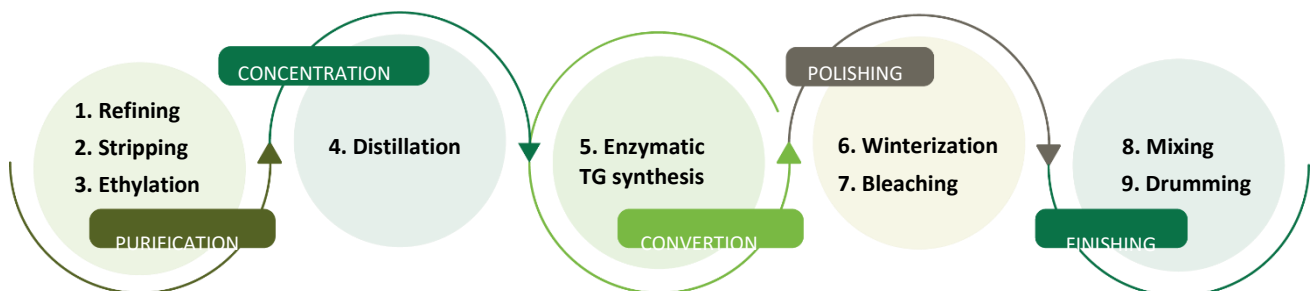 1. Refining
2. Stripping
3. Ethylation
PURIFICATION
CONCENTRATION
4. Distillation
5. Enzymatic
TG synthesis
CONVERTION
POLISHING
6. Winterization
7. Bleaching
8. Mixing
9. Drumming
FINISHING